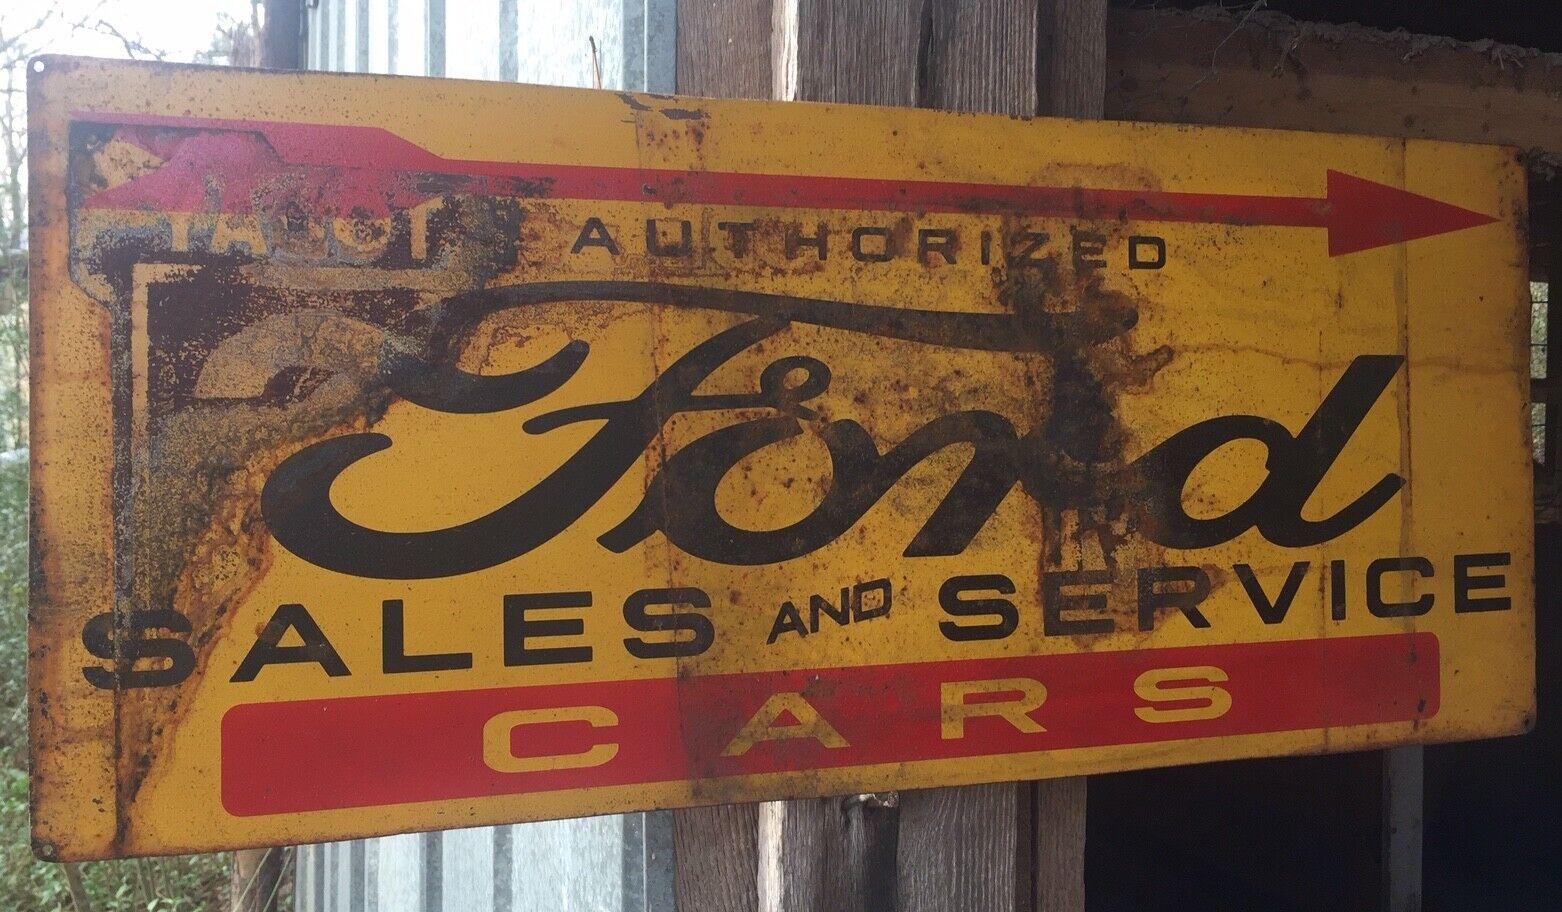 AUTHORIZED
Ford
SALES AND SERVICE
CARS